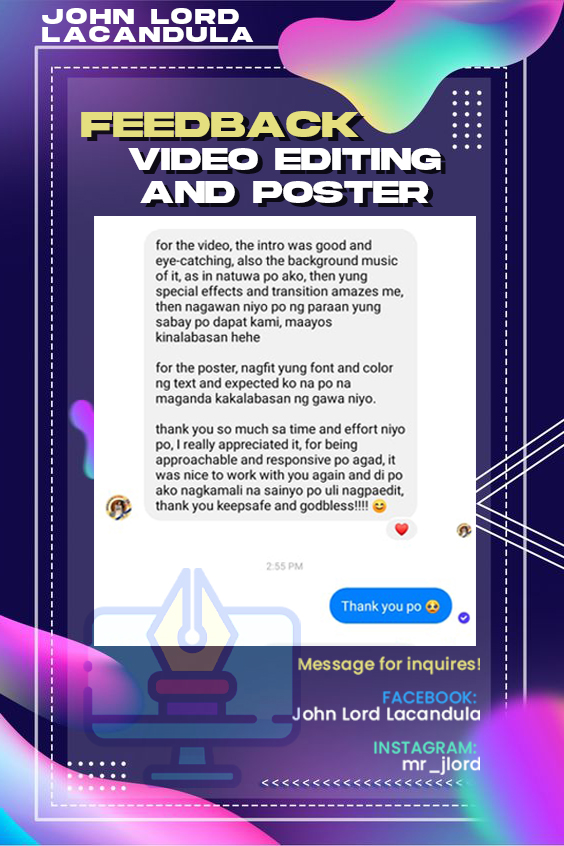 JOHN LORD
LACANDULA
FEEDBACK
VIDEO EDITING
AND POSTER
for the video, the intro was good and
eye-catching, also the background music
of it, as in natuwa po ako, then yung
special effects and transition amazes me,
then nagawan niyo po ng paraan yung
sabay po dapat kami, maayos
kinalabasan hehe
for the poster, nagfit yung font and color
ng text and expected ko na po na
maganda kakalabasan ng gawa niyo.
thank you so much sa time and effort niyo
po, I really appreciated it, for being
approachable and responsive po agad, it
was nice to work with you again and di po
ako nagkamali na sainyo po uli nagpaedit,
thank you keepsafe and godbless!!!! 😊
2:55 PM
Thank you po 🥺
Message for inquires!
FACEBOOK:
John Lord Lacandula
INSTAGRAM:
mr_jlord